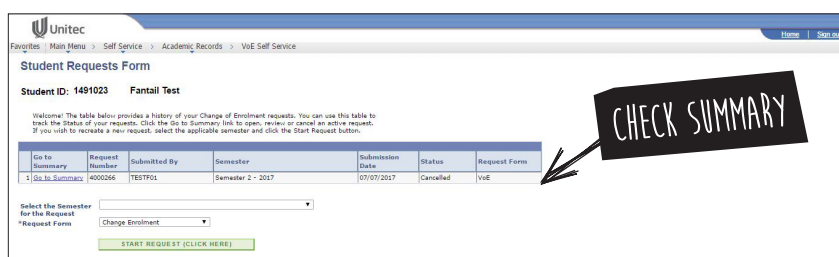 Unitec
Home | Sign ou
Favorites | Main Menu > Self Service > Academic Records > VoE Self Service
Student Requests Form
Student ID: 1491023 Fantail Test
Welcome! The table below provides a history of your Change of Enrolment requests. You can use this table to
track the Status of your requests. Click the Go to Summary link to open, review or cancel an active request.
If you wish to recreate a new request, select the applicable semester and click the Start Request button.
Go to Summary Request Number Submitted By Semester Submission Date Status Request Form
1 Go to Summary 4000266 TESTF01 Semester 2 - 2017 07/07/2017 Cancelled VoE
Select the Semester
for the Request
*Request Form Change Enrolment
START REQUEST (CLICK HERE)
CHECK SUMMARY